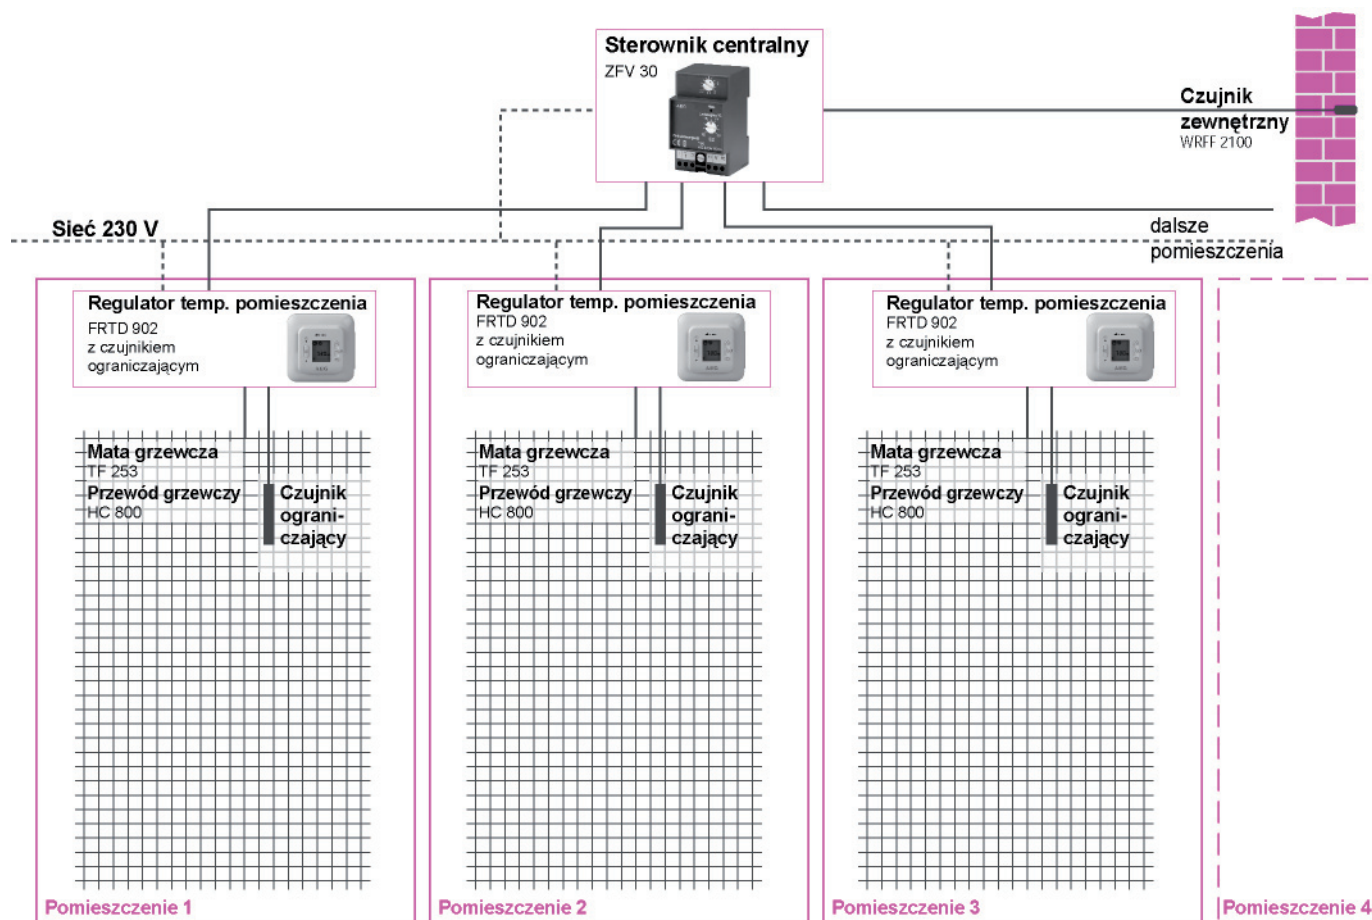 Sterownik centralny
ZFV 30
Czujnik
zewnętrzny
WRFF 2100
Sieć 230 V
dalsze
pomieszczenia
Regulator temp. pomieszczenia
FRTD 902
z czujnikiem
ograniczającym
Mata grzewcza
TF 253
Przewód grzewczy
HC 800
Czujnik
ograni-
czający
Pomieszczenie 1
Regulator temp. pomieszczenia
FRTD 902
z czujnikiem
ograniczającym
Mata grzewcza
TF 253
Przewód grzewczy
HC 800
Czujnik
ograni-
czający
Pomieszczenie 2
Regulator temp. pomieszczenia
FRTD 902
z czujnikiem
ograniczającym
Mata grzewcza
TF 253
Przewód grzewczy
HC 800
Czujnik
ograni-
czający
Pomieszczenie 3
Pomieszczenie 4